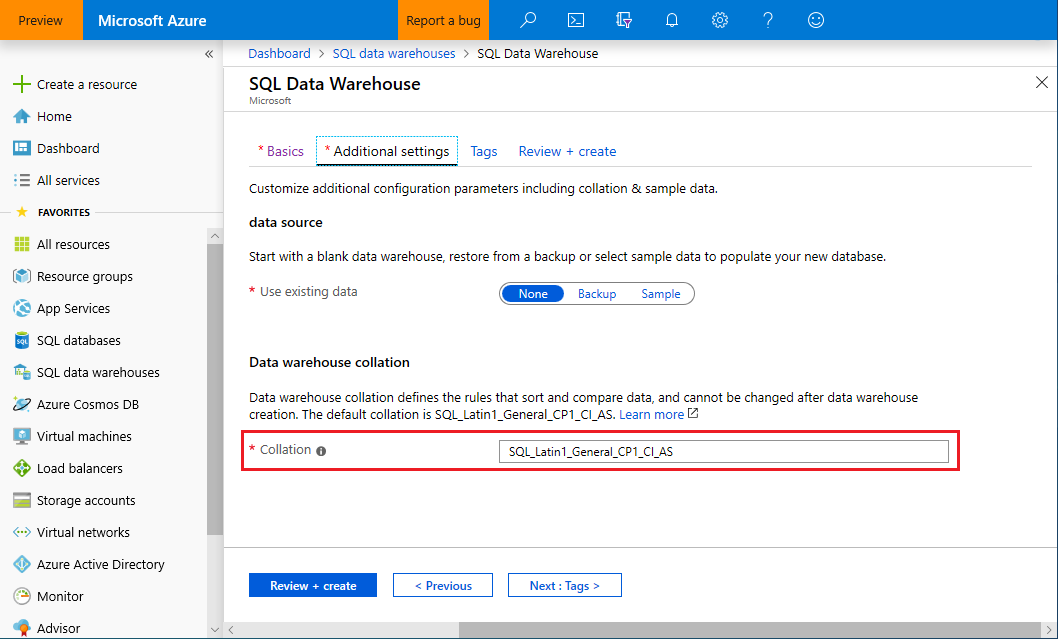 Preview
Microsoft Azure
Report a bug
«
Create a resource
Home
Dashboard
All services
FAVORITES
All resources
Resource groups
App Services
SQL databases
SQL data warehouses
Azure Cosmos DB
Virtual machines
Load balancers
Storage accounts
Virtual networks
Azure Active Directory
Monitor
Advisor
Dashboard > SQL data warehouses > SQL Data Warehouse
SQL Data Warehouse
Microsoft
* Basics * Additional settings Tags Review + create
Customize additional configuration parameters including collation & sample data.
data source
Start with a blank data warehouse, restore from a backup or select sample data to populate your new database.
* Use existing data None Backup Sample
Data warehouse collation
Data warehouse collation defines the rules that sort and compare data, and cannot be changed after data warehouse
creation. The default collation is SQL_Latin1_General_CP1_CI_AS. Learn more
* Collation SQL_Latin1_General_CP1_CI_AS
Review + create < Previous Next : Tags >